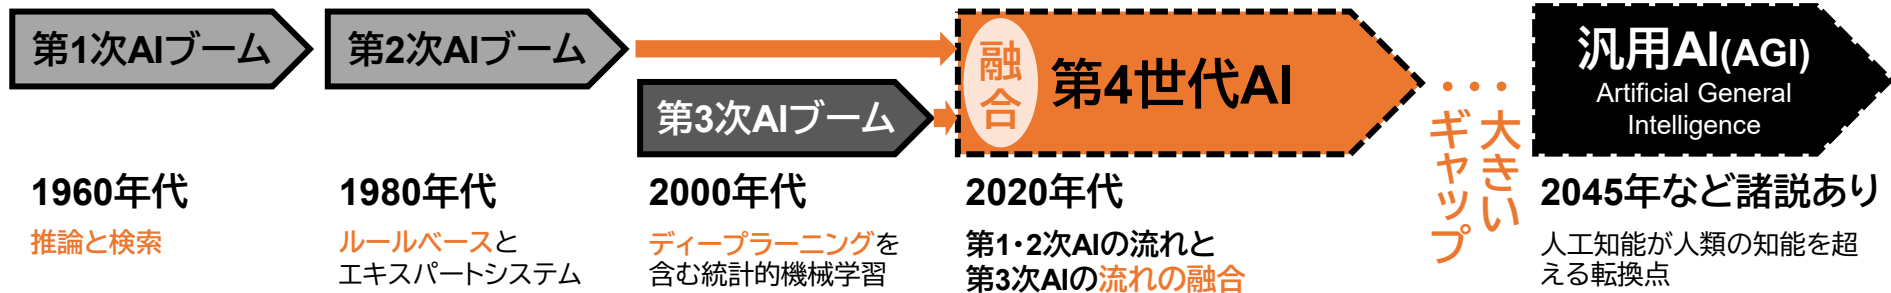 第1次AIブーム
1960年代
推論と検索
第2次AIブーム
1980年代
ルールベースと
エキスパートシステム
第3次AIブーム
2000年代
ディープラーニングを
含む統計的機械学習
融合
第4世代AI
2020年代
第1・2次AIの流れと
第3次AIの流れの融合
・・・
大きい
ギャップ
汎用AI(AGI)
Artificial General
Intelligence
2045年など諸説あり
人工知能が人類の知能を超
える転換点